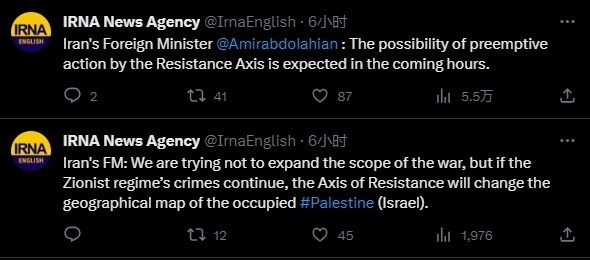 IRNA
ENGLISH
IRNA News Agency @IrnaEnglish · 6小时
Iran's Foreign Minister @Amirabdolahian : The possibility of preemptive
action by the Resistance Axis is expected in the coming hours.
2 41 87 5.5万
IRNA
ENGLISH
IRNA News Agency @IrnaEnglish · 6小时
Iran's FM: We are trying not to expand the scope of the war, but if the
Zionist regime's crimes continue, the Axis of Resistance will change the
geographical map of the occupied #Palestine (Israel).
12 45 1,976